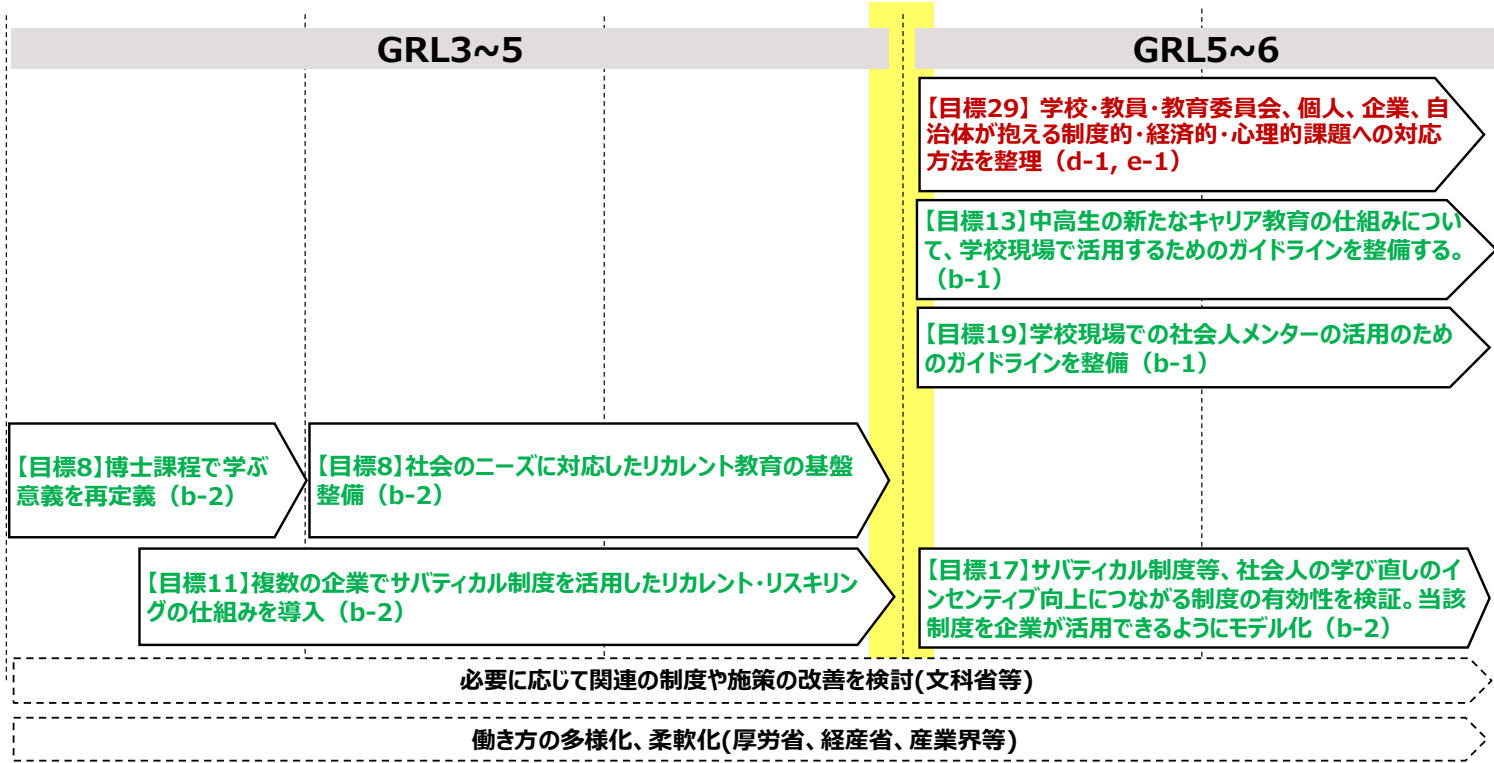 GRL3~5
GRL5~6
【目標29】 学校・教員・教育委員会、個人、企業、自
治体が抱える制度的・経済的・心理的課題への対応
方法を整理（d-1, e-1）
【目標13】中高生の新たなキャリア教育の仕組みについ
て、学校現場で活用するためのガイドラインを整備する。
（b-1）
【目標19】学校現場での社会人メンターの活用のため
のガイドラインを整備（b-1）
【目標8】博士課程で学ぶ
意義を再定義（b-2）
【目標8】社会のニーズに対応したリカレント教育の基盤
整備（b-2）
【目標11】複数の企業でサバティカル制度を活用したリカレント・リスキリン
グの仕組みを導入（b-2）
【目標17】サバティカル制度等、社会人の学び直しのイ
ンセンティブ向上につながる制度の有効性を検証。当該
制度を企業が活用できるようにモデル化（b-2）
必要に応じて関連の制度や施策の改善を検討(文科省等)
働き方の多様化、柔軟化(厚労省、経産省、産業界等)